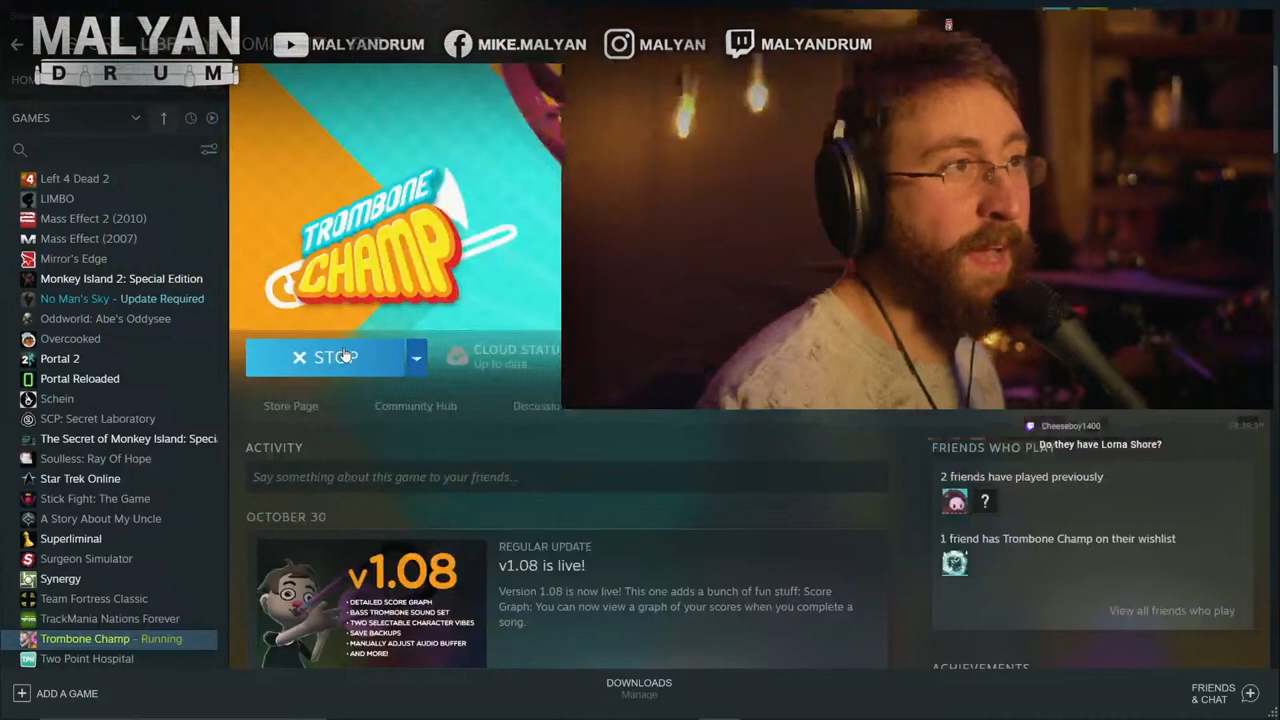 MALYAN
DRUM
MALYANDRUM
MIKE.MALYAN
MALYAN
MALYANDRUM
GAMES
Left 4 Dead 2
LIMBO
Mass Effect 2 (2010)
Mass Effect (2007)
Mirror's Edge
Monkey Island 2: Special Edition
No Man's Sky - Update Required
Oddworld: Abe's Oddysee
Overcooked
Portal 2
Portal Reloaded
Schein
SCP: Secret Laboratory
The Secret of Monkey Island: Speci
Soulless: Ray Of Hope
Star Trek Online
Stick Fight: The Game
A Story About My Uncle
Superliminal
Surgeon Simulator
Synergy
Team Fortress Classic
TrackMania Nations Forever
Trombone Champ - Running
Two Point Hospital
ADD A GAME
TROMBONE
CHAMP
STOP
CLOUD STATU
Up to date
Store Page
Community Hub
Discussio
ACTIVITY
Say something about this game to your friends...
OCTOBER 30
v1.08
• DETAILED SCORE GRAPH
• BASS TROMBONE SOUND SET
• TWO SELECTABLE CHARACTER VIBES
• SAVE BACKUPS
• MANUALLY ADJUST AUDIO BUFFER
• AND MORE!
REGULAR UPDATE
v1.08 is live!
Version 1.08 is now live! This one adds a bunch of fun stuff: Score
Graph: You can now view a graph of your scores when you complete a
song.
Cheeseboy1400
Do they have Lorna Shore?
FRIENDS WHO PLAY
2 friends have played previously
?
1 friend has Trombone Champ on their wishlist
View all friends who play
ACHIEVEMENTS
DOWNLOADS
Manage
FRIENDS
& CHAT